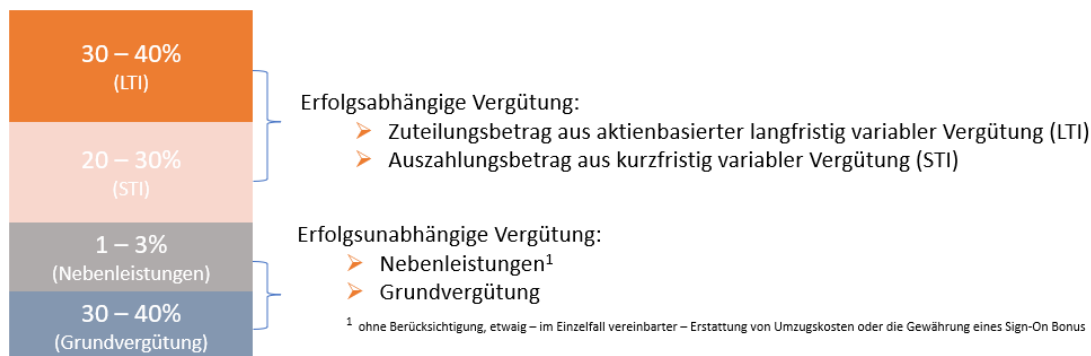 30 – 40%
(LTI)
20 – 30%
(STI)
1 – 3%
(Nebenleistungen)
30 – 40%
(Grundvergütung)
Erfolgsabhängige Vergütung:
➤ Zuteilungsbetrag aus aktienbasierter langfristig variabler Vergütung (LTI)
➤ Auszahlungsbetrag aus kurzfristig variabler Vergütung (STI)
Erfolgsunabhängige Vergütung:
➤ Nebenleistungen¹
➤ Grundvergütung
¹ ohne Berücksichtigung, etwaig – im Einzelfall vereinbarter – Erstattung von Umzugskosten oder die Gewährung eines Sign-On Bonus